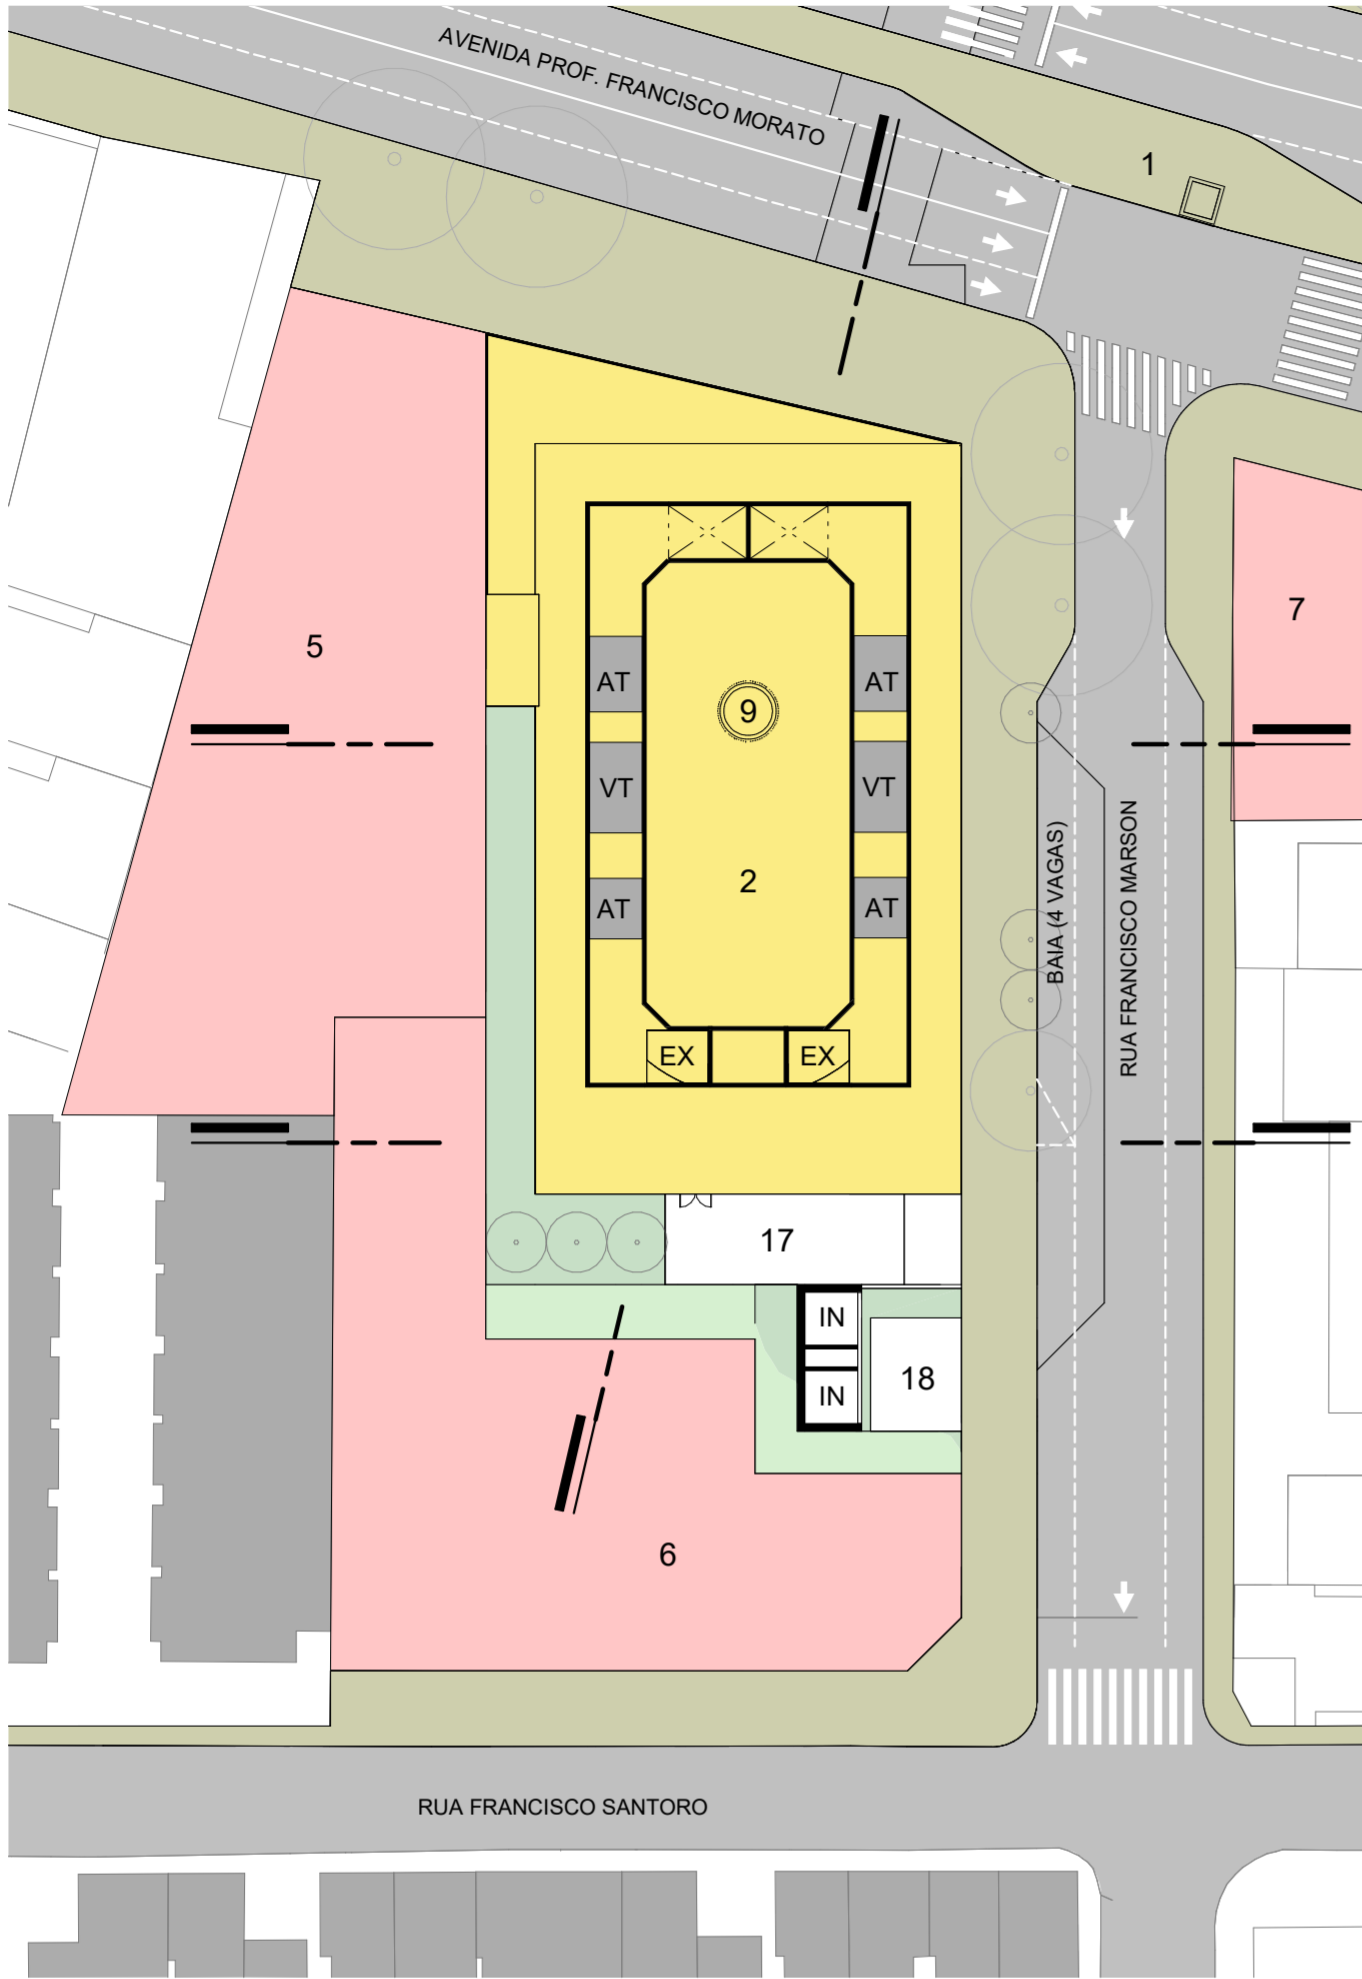 AVENIDA PROF. FRANCISCO MORATO
1
5
7
AT
AT
9
VT
VT
2
AT
AT
BAIA (4 VAGAS)
RUA FRANCISCO MARSON
EX
EX
17
IN
18
IN
6
RUA FRANCISCO SANTORO